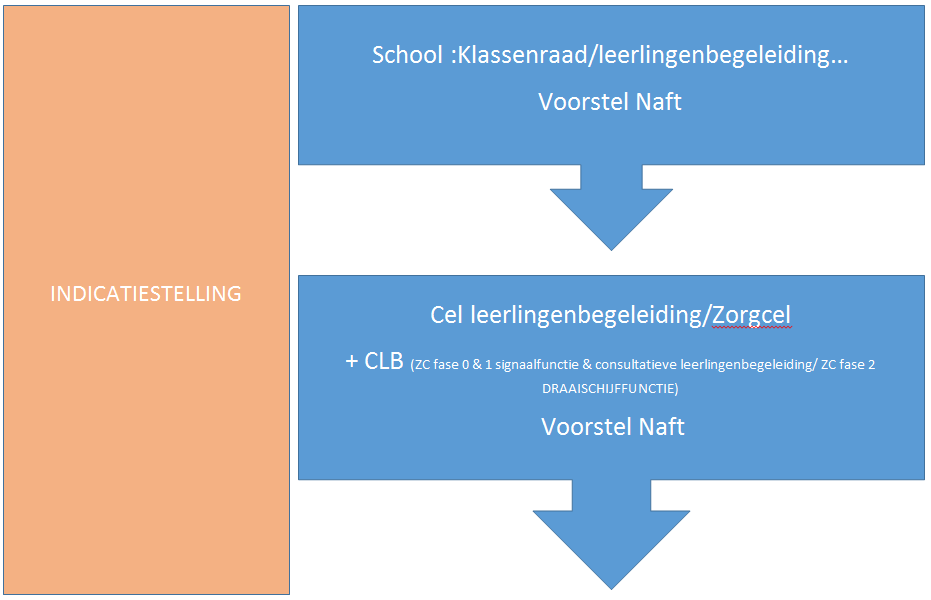 INDICATIESTELLING
School :Klassenraad/leerlingenbegeleiding...
Voorstel Naft
Cel leerlingenbegeleiding/Zorgcel
+ CLB (ZC fase 0 & 1 signaalfunctie & consultatieve leerlingenbegeleiding/ ZC fase 2
DRAAISCHIJFFUNCTIE)
Voorstel Naft